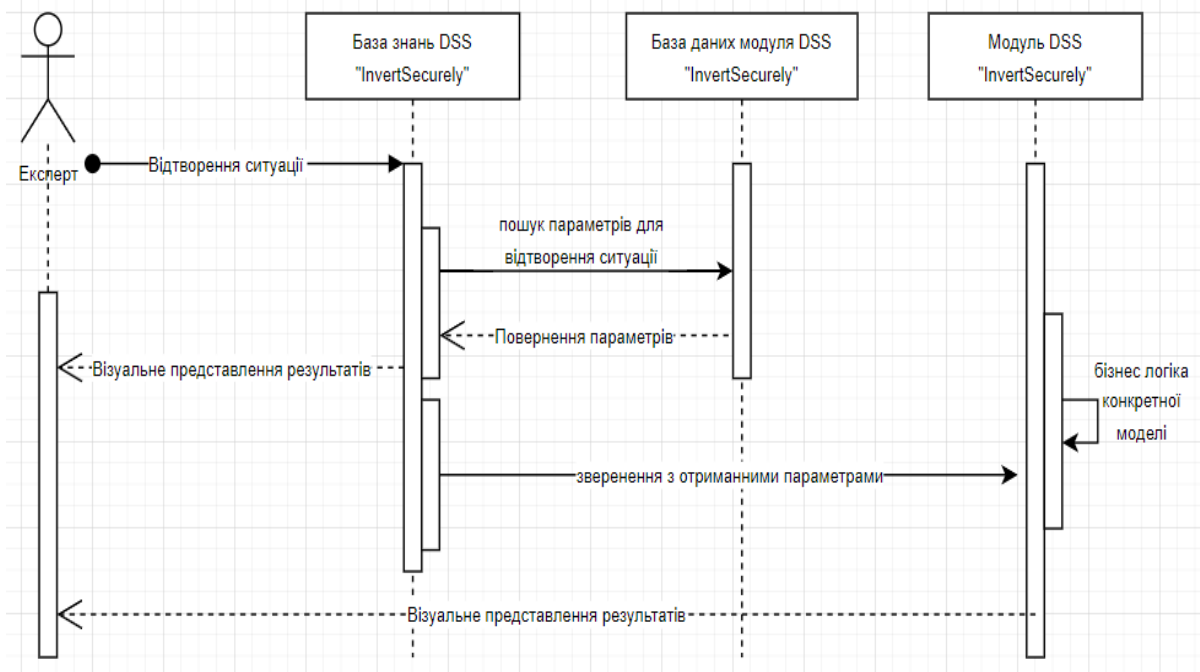 База знань DSS
"InvertSecurely"
База даних модуля DSS
"InvertSecurely"
Модуль DSS
"InvertSecurely"
Експерт
Відтворення ситуації
пошук параметрів для
відтворення ситуації
Повернення параметрів
Візуальне представлення результатів
бізнес логіка
конкретної
моделі
зверенення з отриманними параметрами
Візуальне представлення результатів